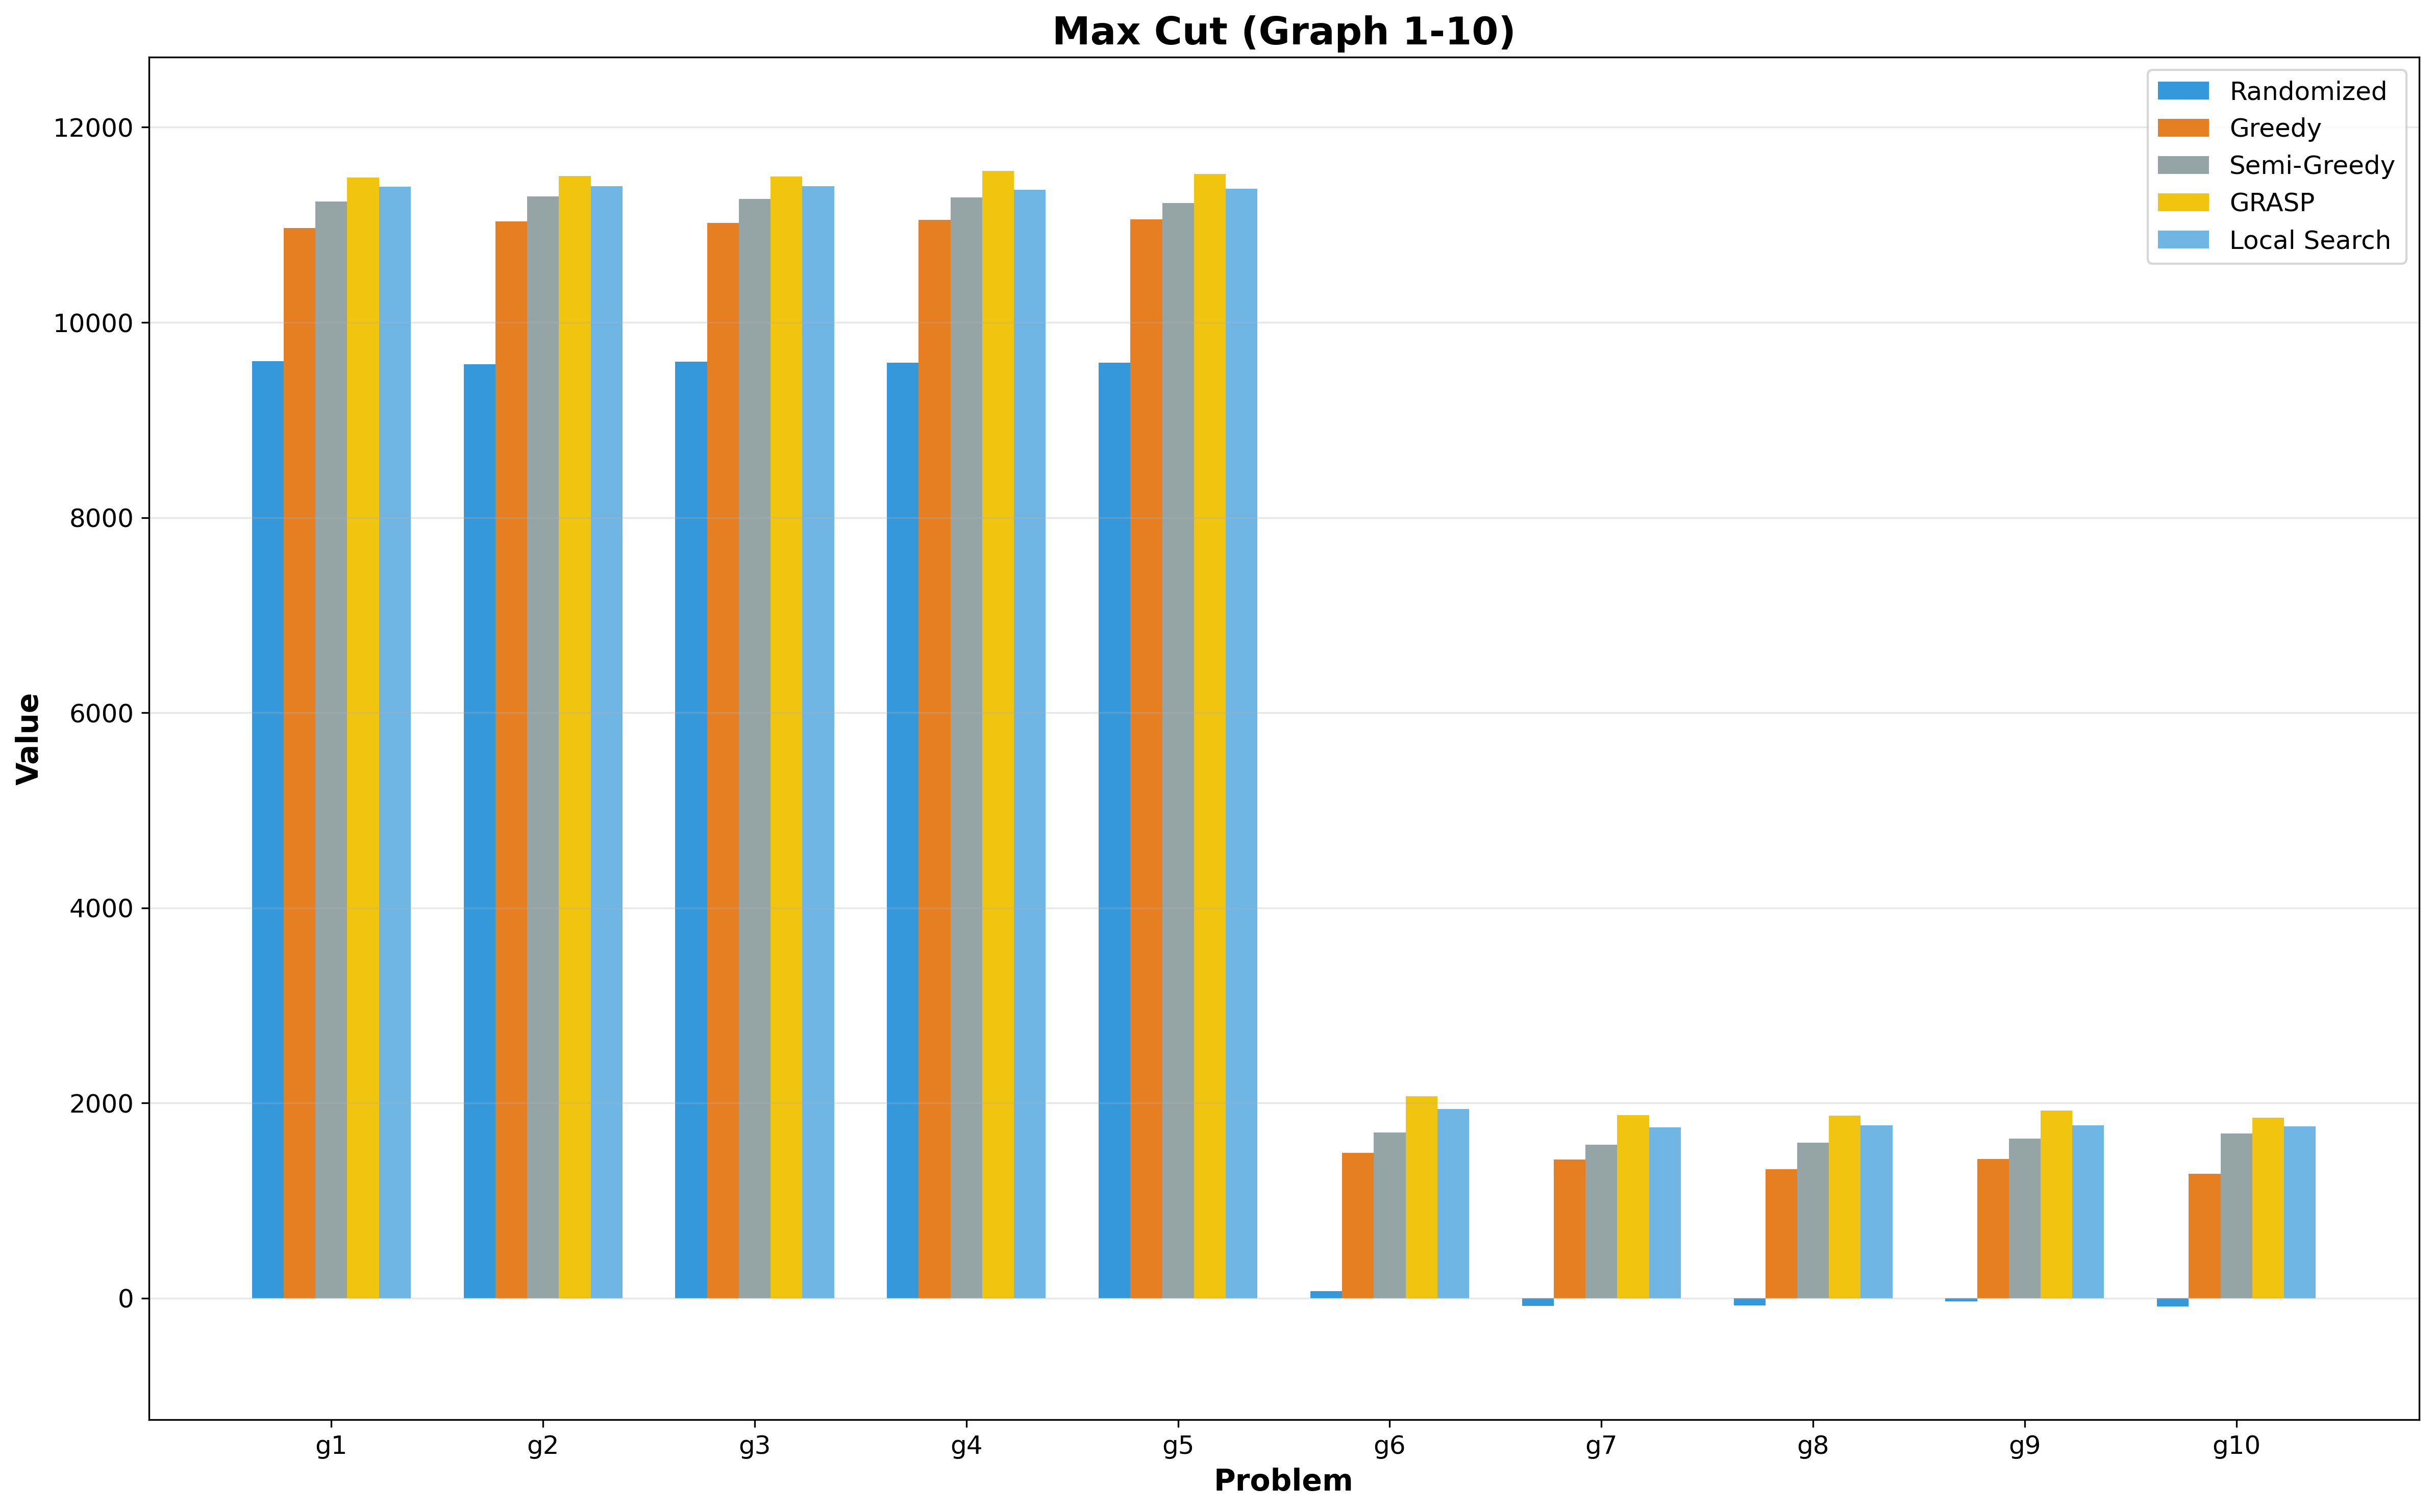 Max Cut (Graph 1-10)
Randomized
Greedy
Semi-Greedy
GRASP
Local Search
Value
12000
10000
8000
6000
4000
2000
0
g1 g2 g3 g4 g5 g6 g7 g8 g9 g10
Problem